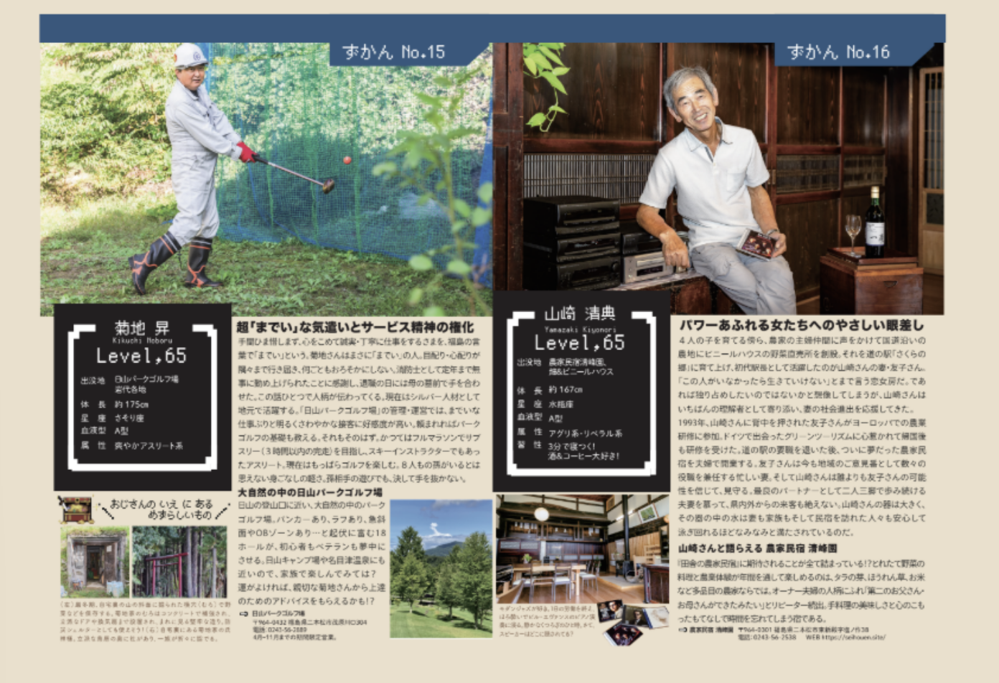 ずかん No.15
菊地 昇
Kikuchi Noboru
Level,65
出没地 日山パークゴルフ場
岩代各地
体 長 約175cm
星 座 さそり座
血液型 A型
属 性 爽やかアスリート系
超「までい」な気遣いとサービス精神の権化
手間ひま惜しまず、心をこめて誠実・丁寧に仕事をするさまを、福島の言
葉で「までい」という。菊地さんはまさに「までい」の人。目配り・心配りが
隅々まで行き届き、何ごともおろそかにしない。消防士として定年まで無
事に勤め上げられたことに感謝し、退職の日には母の墓前で手を合わ
せた。この話ひとつで人柄が伝わってくる。現在はシルバー人材として
地元で活躍する。「日山パークゴルフ場」の管理・運営では、までいな
仕事ぶりと明るくさわやかな接客に好感度が高い。頼まれればパーク
ゴルフの基礎も教える。それもそのはず。かつてはフルマラソンでサブ
スリー(3時間以内の完走)を目指し、スキーインストラクターでもあっ
たアスリート。現在はもっぱらゴルフを楽しむ。8人もの孫がいるとは
思えない身ごなしの軽さ。孫相手の遊びでも、決して手を抜かない。
大自然の中の日山パークゴルフ場
日山の登山口に近い、大自然の中のパーク
ゴルフ場。バンカーあり、ラフあり、急斜
面やOBゾーンあり…と起伏に富む18
ホールが、初心者もベテランも夢中に
させる。日山キャンプ場や名目津温泉にも
近いので、家族で楽しんでみては?
運がよければ、親切な菊地さんから上達
のためのアドバイスをもらえるかも!?
日山パークゴルフ場
〒964-0432 福島県二本松市茂原川口304
電話:0243-56-2889
4月~11月までの期間限定営業。
おじさんの いえ に ある
めずらしいもの
ずかん No.16
山崎 清典
Yamazaki Kiyonori
Level,65
出没地 農家民宿清峰園、
畑&ビニールハウス
体 長 約167cm
星 座 水瓶座
血液型 A型
属 性 アグリ系・リベラル系
習 性 3分で寝つく!
酒&コーヒー大好き!
パワーあふれる女たちへのやさしい眼差し
4人の子を育てる傍ら、農家の主婦仲間に声をかけて国道沿いの
農地にビニールハウスの野菜直売所を創設。それを道の駅「さくらの
郷」に育て上げ、初代駅長として活躍したのが山崎さんの妻・友子さん。
「この人がいなかったら生きていけない」とまで言う恋女房だ。であ
れば独り占めしたいのではないかと想像してしまうが、山崎さんは
いちばんの理解者として寄り添い、妻の社会進出を応援してきた。
1993年、山崎さんに背中を押された友子さんがヨーロッパでの農業
研修に参加。ドイツで出会ったグリーンツーリズムに心惹かれて帰国後
も研修を受けた。道の駅の要職を退いた後、ついに夢だった農家民
宿を夫婦で開業する。友子さんは今も地域のご意見番として数々の
役職を兼任する忙しい妻。そして山崎さんは誰よりも友子さんの可能
性を信じて、見守る。最良のパートナーとして二人三脚で歩み続ける
夫妻を慕って、県内外からの来客も絶えない。山崎さんの器は大きく、
その器の中の水は妻も家族もそして民宿を訪れた人々も安心して
泳ぎ回れるほどなみなみと満たされているのだ。
山崎さんと語らえる 農家民宿 清峰園
「田舎の農家民宿」に期待されることが全て詰まっている!?とれたて野菜の
料理と農業体験が年間を通して楽しめるのは、タラの芽、ほうれん草、お米
など多品目の農家ならでは。オーナー夫婦の人柄にふれ「第二のお父さん・
お母さんができたみたい」とリピーター続出。手料理の美味しさと心のこも
ったもてなしで時間を忘れてしまう宿である。
農家民宿 清峰園 〒964-0301 福島県二本松市東新殿字塩ノ作38
電話:0243-56-2538 WEB https://seihouen.site/